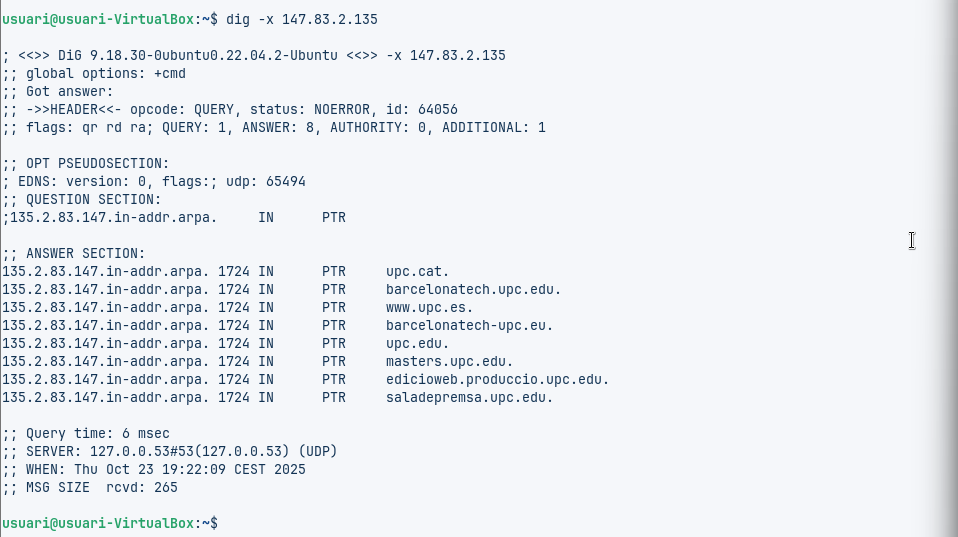 usuari@usuari-VirtualBox:~$ dig -x 147.83.2.135

; <<>> DiG 9.18.30-0ubuntu0.22.04.2-Ubuntu <<>> -x 147.83.2.135
;; global options: +cmd
;; Got answer:
;; ->>HEADER<<- opcode: QUERY, status: NOERROR, id: 64056
;; flags: qr rd ra; QUERY: 1, ANSWER: 8, AUTHORITY: 0, ADDITIONAL: 1

;; OPT PSEUDOSECTION:
; EDNS: version: 0, flags:; udp: 65494
;; QUESTION SECTION:
;135.2.83.147.in-addr.arpa.     IN      PTR

;; ANSWER SECTION:
135.2.83.147.in-addr.arpa. 1724 IN      PTR     upc.cat.
135.2.83.147.in-addr.arpa. 1724 IN      PTR     barcelonatech.upc.edu.
135.2.83.147.in-addr.arpa. 1724 IN      PTR     www.upc.es.
135.2.83.147.in-addr.arpa. 1724 IN      PTR     barcelonatech-upc.eu.
135.2.83.147.in-addr.arpa. 1724 IN      PTR     upc.edu.
135.2.83.147.in-addr.arpa. 1724 IN      PTR     masters.upc.edu.
135.2.83.147.in-addr.arpa. 1724 IN      PTR     edicioweb.produccio.upc.edu.
135.2.83.147.in-addr.arpa. 1724 IN      PTR     saladepremsa.upc.edu.

;; Query time: 6 msec
;; SERVER: 127.0.0.53#53(127.0.0.53) (UDP)
;; WHEN: Thu Oct 23 19:22:09 CEST 2025
;; MSG SIZE  rcvd: 265

usuari@usuari-VirtualBox:~$